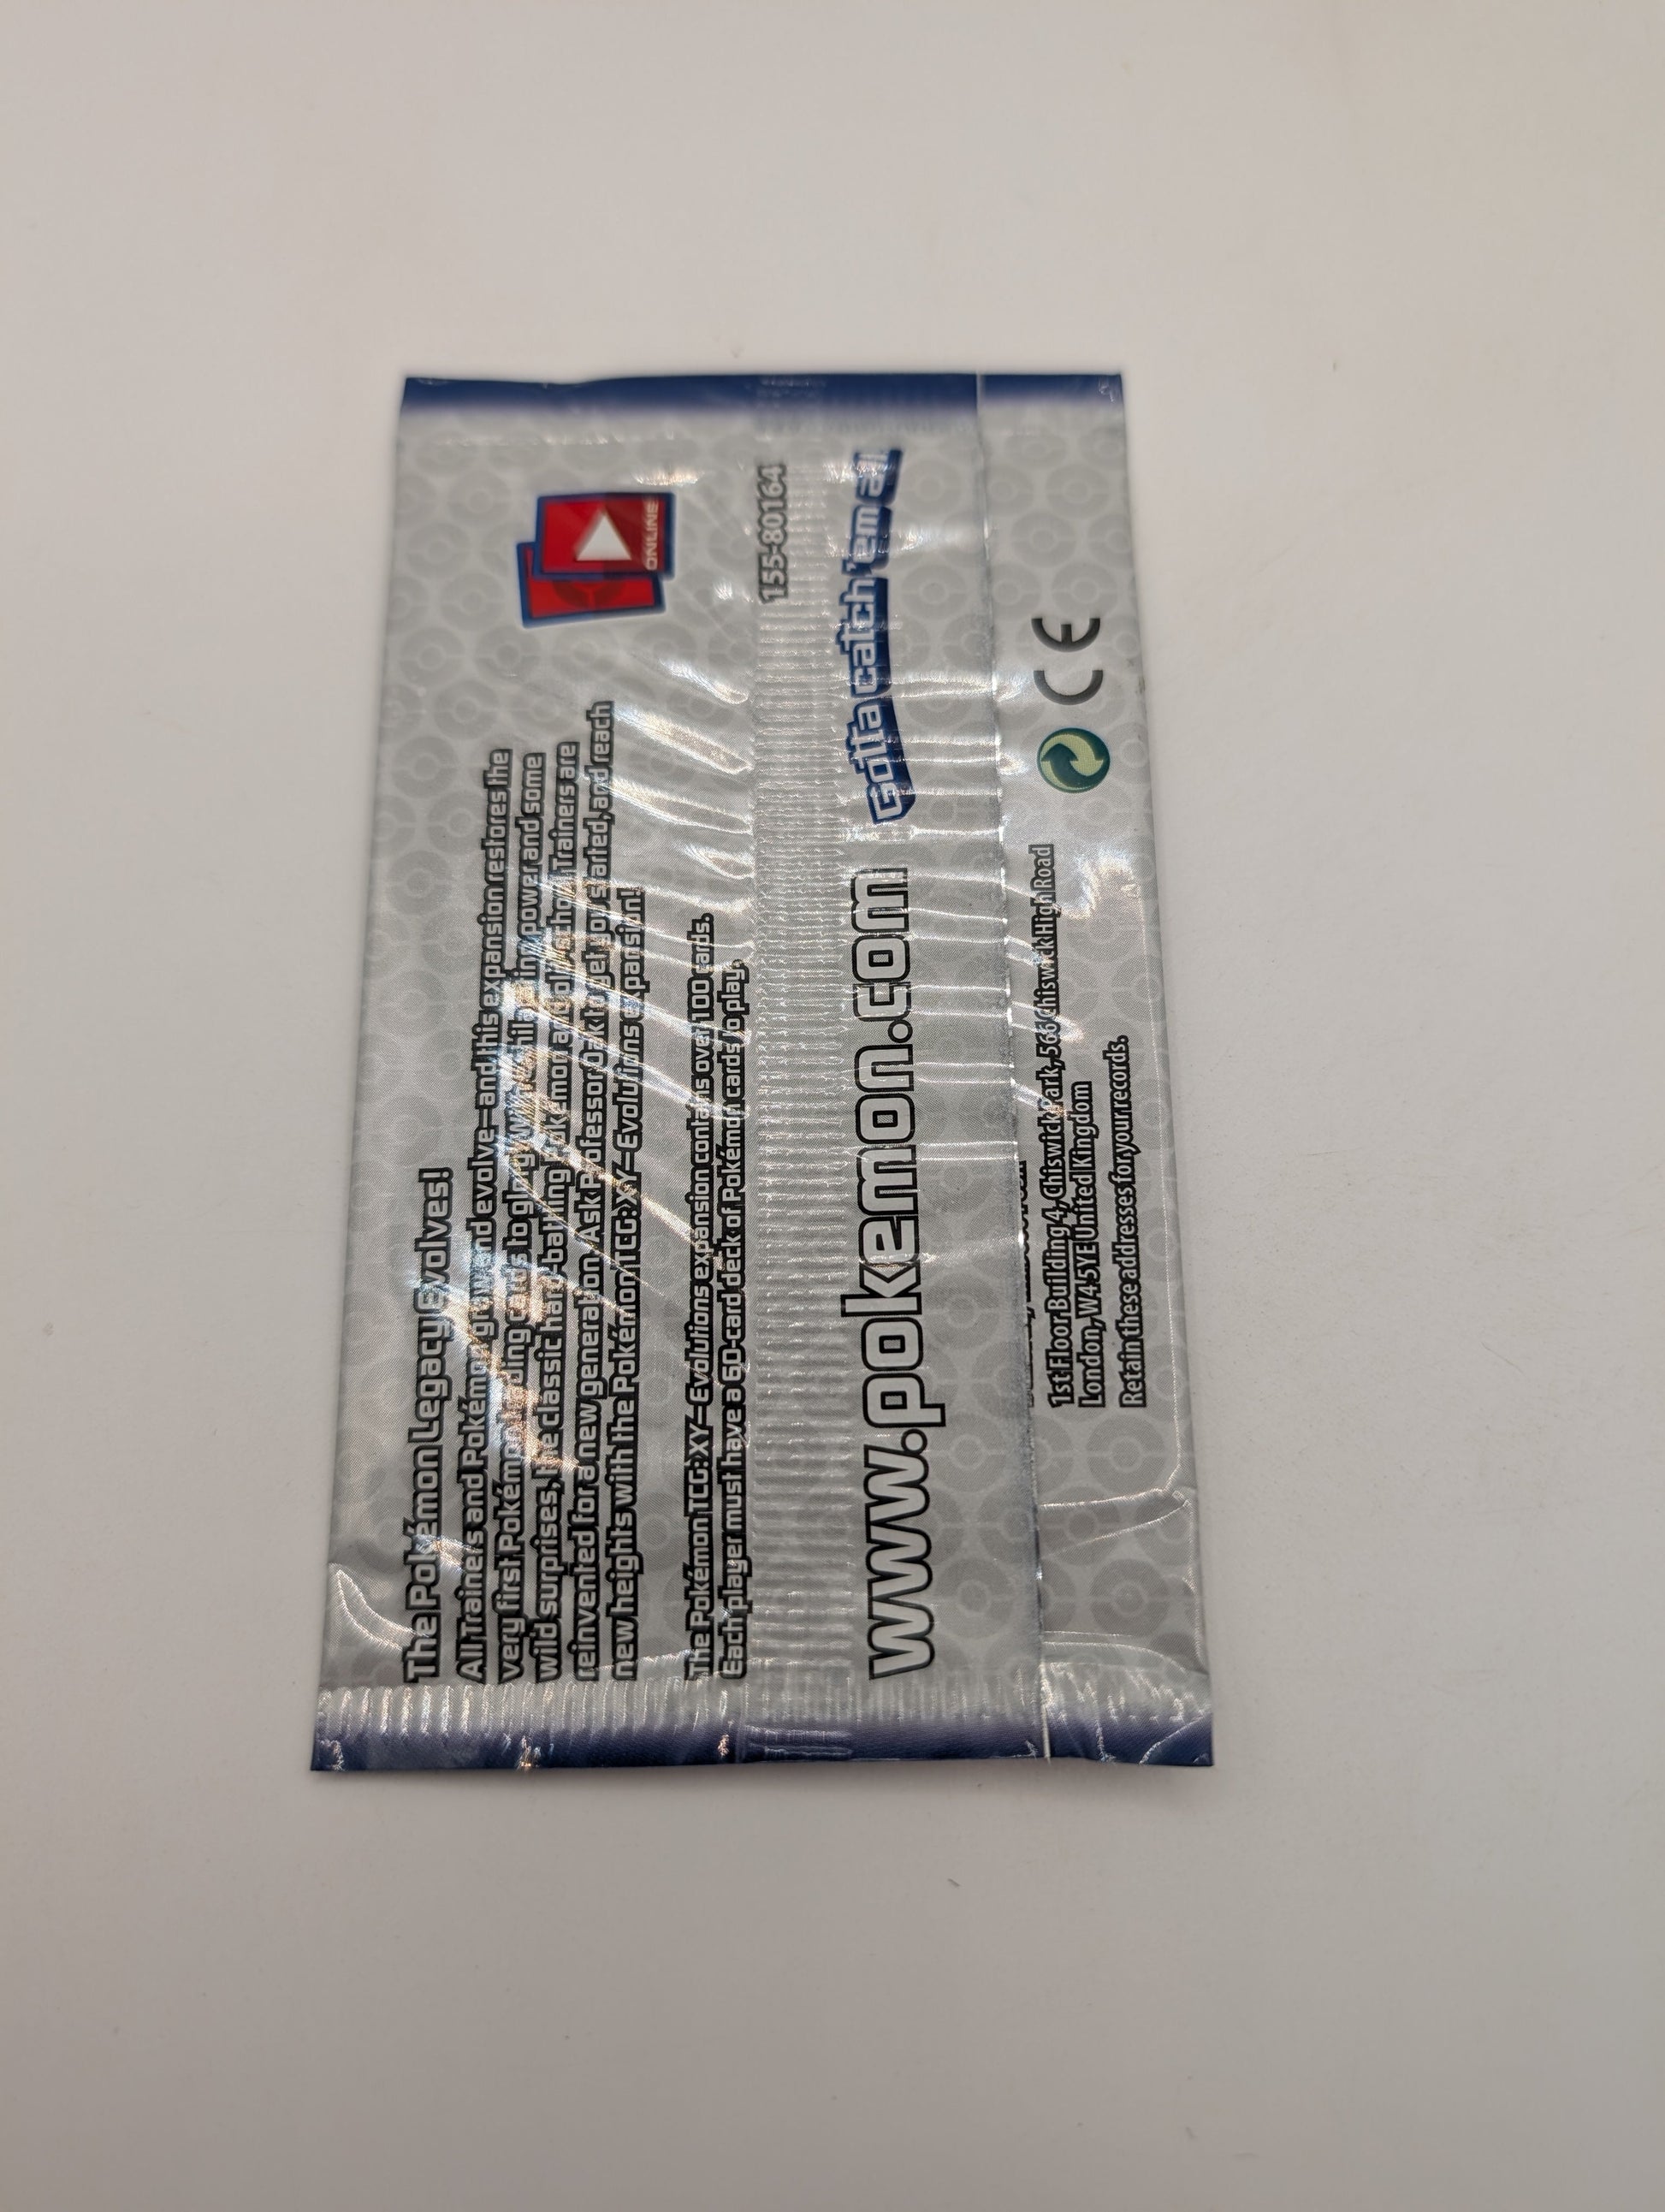 The Pokémon Legacy Evolves!
All Trainers and Pokémon grow and evolve—and this expansion restores the
very first Pokémon trading cards to glory! With exhilarating power and some
wild surprises, the classic hard-battling Pokémon and old-school Trainers are
reinvented for a new generation. Ask Professor Oak to get you started, and reach
new heights with the Pokémon TCG: XY—Evolutions expansion!
ONLINE
The Pokémon TCG: XY—Evolutions expansion contains over 100 cards.
Each player must have a 60-card deck of Pokémon cards to play.
155-80164
www.pokemon.com
Gotta catch 'em al
1st Floor Building 4, Chiswick Park, 566 Chiswick High Road
London, W4 5YE United Kingdom
Retain these addresses for your records.
CE